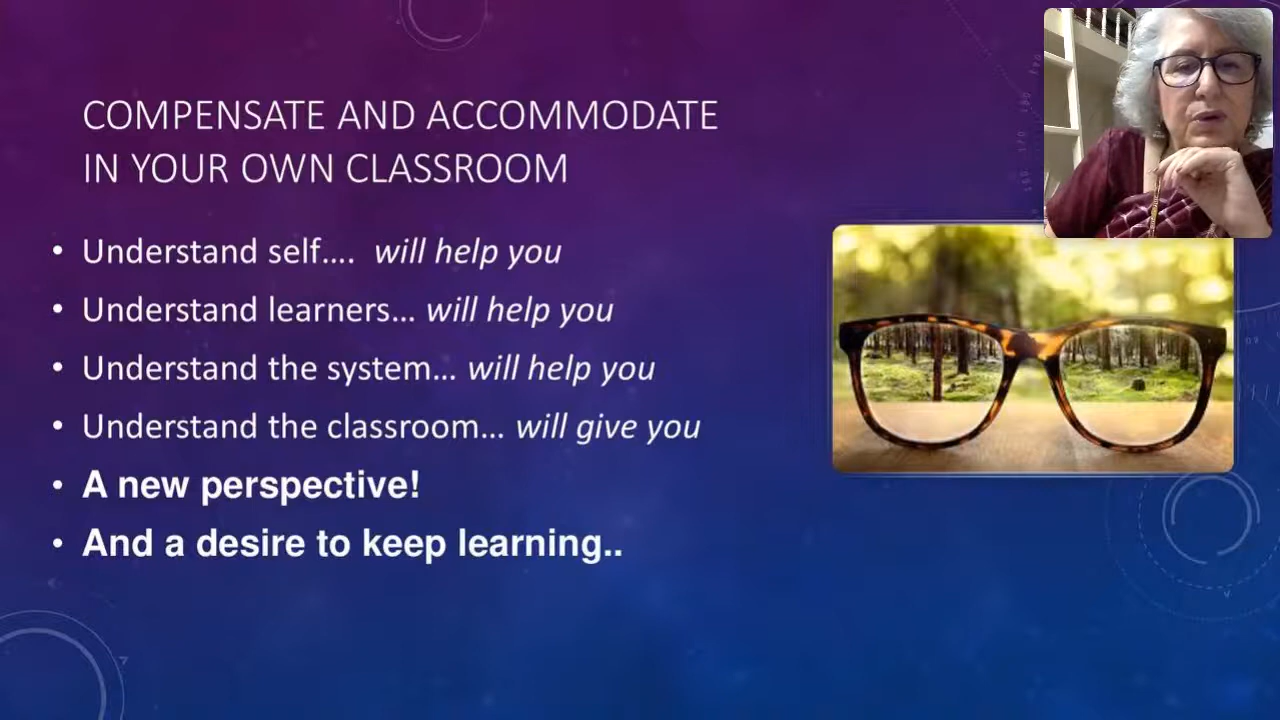 COMPENSATE AND ACCOMMODATE
IN YOUR OWN CLASSROOM
• Understand self.... will help you
• Understand learners... will help you
• Understand the system... will help you
• Understand the classroom... will give you
• A new perspective!
• And a desire to keep learning..